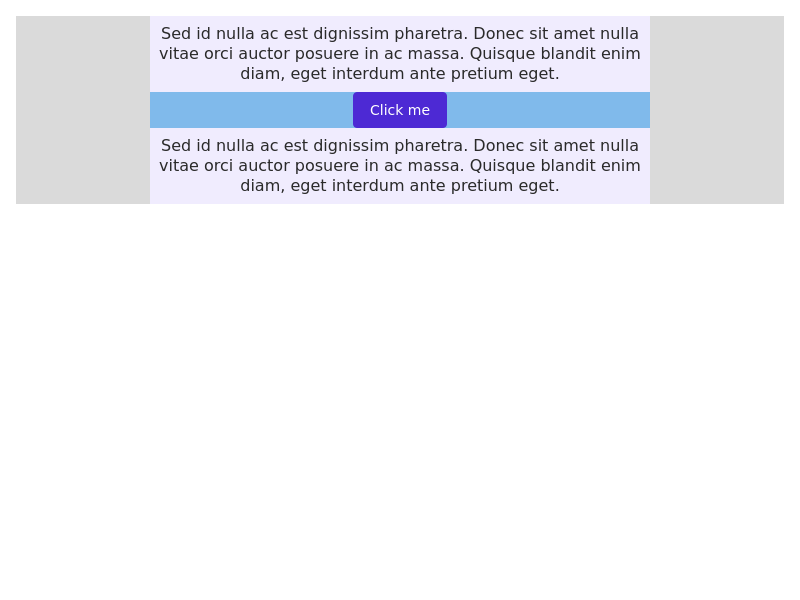 Sed id nulla ac est dignissim pharetra. Donec sit amet nulla
vitae orci auctor posuere in ac massa. Quisque blandit enim
diam, eget interdum ante pretium eget.
Click me
Sed id nulla ac est dignissim pharetra. Donec sit amet nulla
vitae orci auctor posuere in ac massa. Quisque blandit enim
diam, eget interdum ante pretium eget.